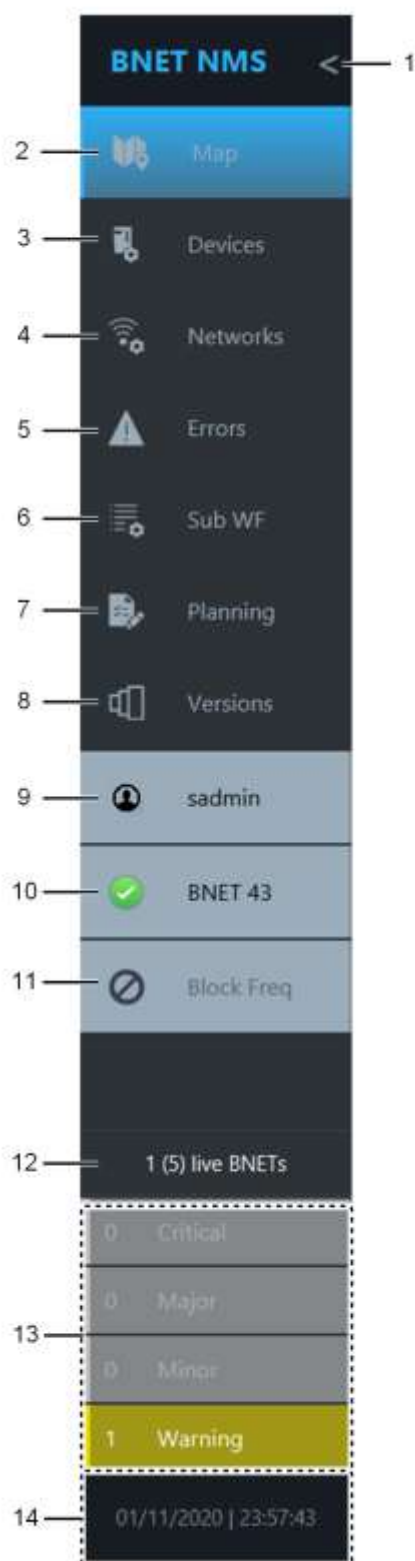 BNET NMS < 1
2 Map
3 Devices
4 Networks
5 Errors
6 Sub WF
7 Planning
8 Versions
9 sadmin
10 BNET 43
11 Block Freq
12 1 (5) live BNETs
0 Critical
0 Major
13
0 Minor
1 Warning
14 01/11/2020 | 23:57:43